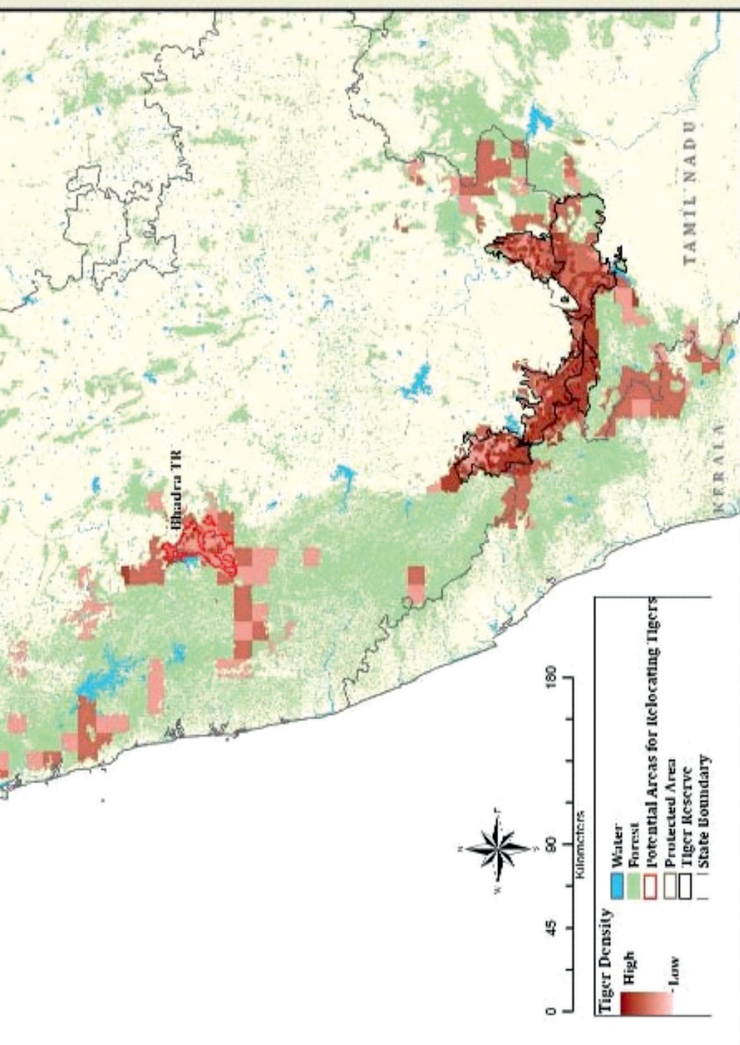 Bhadra TR
TAMIL NADU
KERALA
N
W
S
0
45
90
180
Kilometers
Tiger Density
High
Low
Water
Forest
Potential Areas for Relocating Tigers
Protected Area
Tiger Reserve
State Boundary